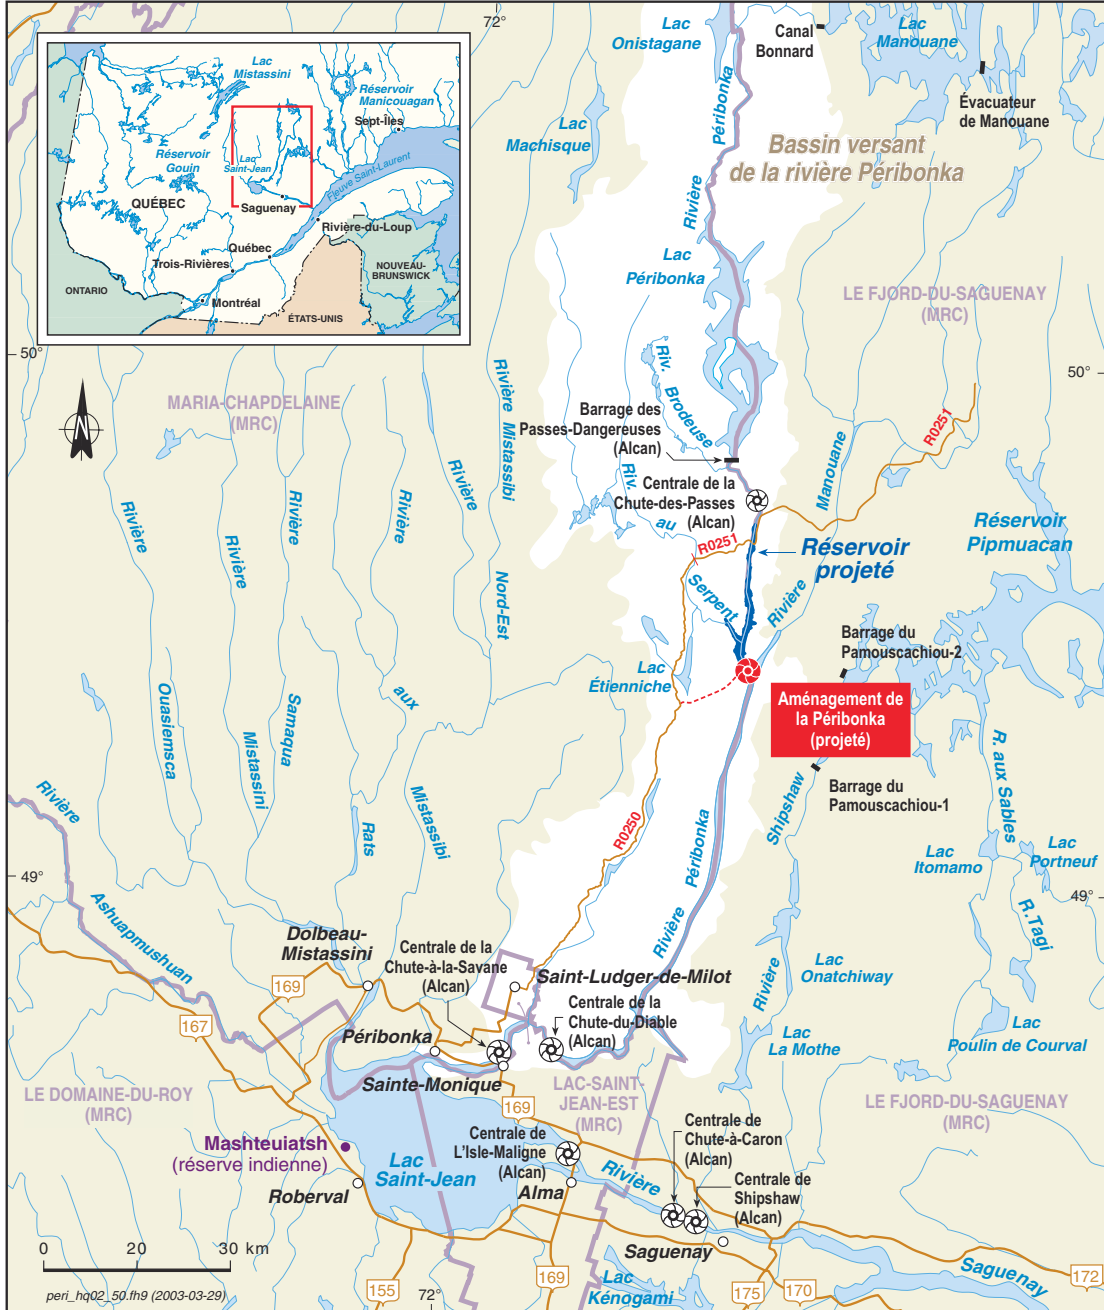 72°
Lac
Onistagane
Canal
Bonnard
Lac
Manouane
Évacuateur
de Manouane
Lac
Mistassini
Réservoir
Manicouagan
Sept-Îles
Réservoir
Gouin
Lac
Saint-Jean
Fleuve Saint-Laurent
QUÉBEC
Saguenay
Rivière-du-Loup
Québec
Trois-Rivières
NOUVEAU-
BRUNSWICK
ONTARIO
Montréal
ÉTATS-UNIS
Lac
Machisque
Péribonka
Rivière
Bassin versant
de la rivière Péribonka
Lac
Péribonka
LE FJORD-DU-SAGUENAY
(MRC)
50°
50°
MARIA-CHAPDELAINE
(MRC)
Rivière Mistassibi
Nord-Est
Riv.
Brodeuse
Barrage des
Passes-Dangereuses
(Alcan)
R0251
Manouane
Rivière
Centrale de la
Chute-des-Passes
(Alcan)
Riv.
au
Serpent
R0251
Réservoir
projeté
Réservoir
Pipmuacan
Rivière
Ouasiemsca
Rivière
Mistassini
Rivière
Samaqua
Rivière
aux
Rats
Rivière
Mistassibi
Lac
Étienniche
Barrage du
Pamouscachiou-2
Aménagement de
la Péribonka
(projeté)
Barrage du
Pamouscachiou-1
R. aux Sables
Shipshaw
Rivière
Rivière
Ashuapmushuan
R0250
Péribonka
Rivière
Lac
Itomamo
Lac
Portneuf
R.Tagi
49°
49°
Dolbeau-
Mistassini
Centrale de la
Chute-à-la-Savane
(Alcan)
Saint-Ludger-de-Milot
Lac
Onatchiway
169
167
Centrale de la
Chute-du-Diable
(Alcan)
Péribonka
Sainte-Monique
Lac
La Mothe
Lac
Poulin de Courval
LE DOMAINE-DU-ROY
(MRC)
LAC-SAINT-
JEAN-EST
(MRC)
LE FJORD-DU-SAGUENAY
(MRC)
169
Mashteuiatsh
(réserve indienne)
Centrale de
L'Isle-Maligne
(Alcan)
Centrale de
Chute-à-Caron
(Alcan)
Lac
Saint-Jean
Roberval
Alma
Rivière
Saguenay
Centrale de
Shipshaw
(Alcan)
Saguenay
0 20 30 km
155
169
Lac
Kénogami
175
170
172
peri_hq02_50.fh9 (2003-03-29)
72°